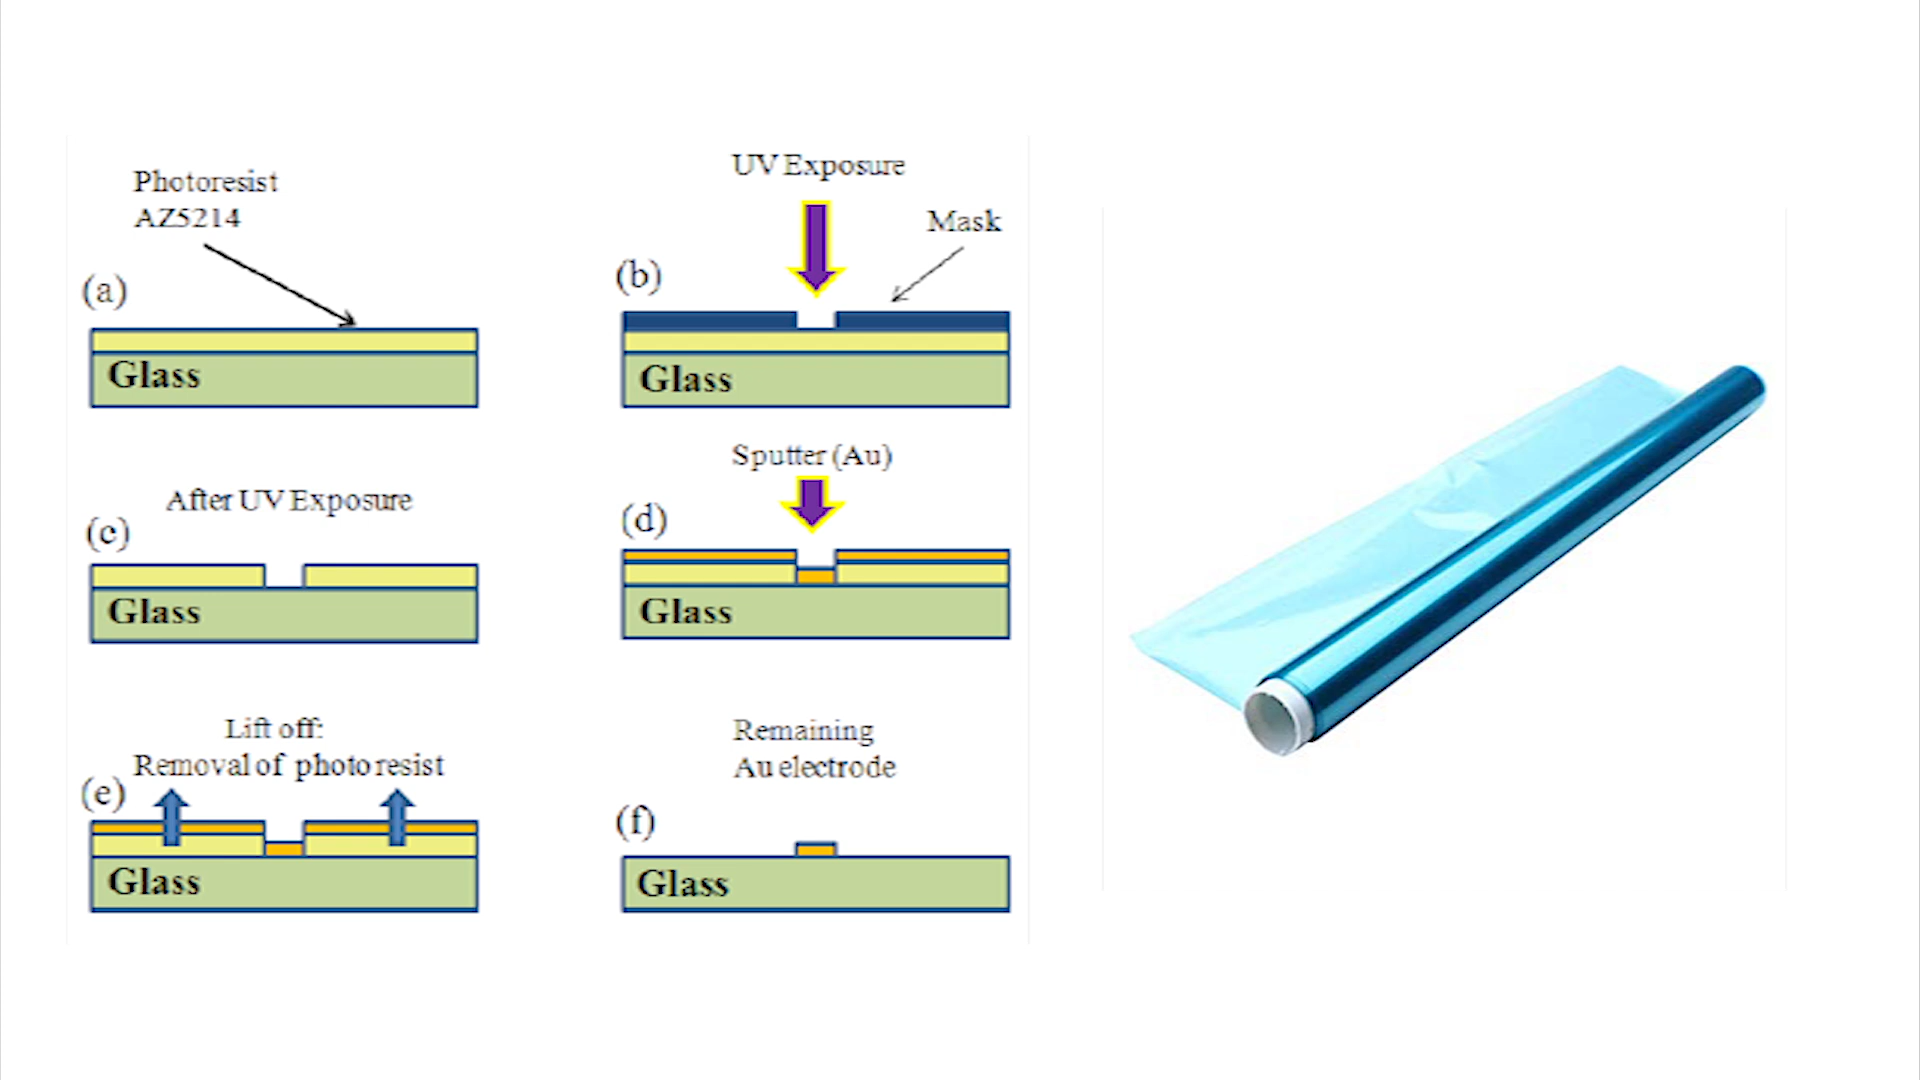 Photoresist
AZ5214
(a)
Glass
UV Exposure
Mask
(b)
Glass
After UV Exposure
(c)
Glass
Sputter (Au)
(d)
Glass
Lift off:
Removal of photo resist
(e)
Glass
Remaining
Au electrode
(f)
Glass